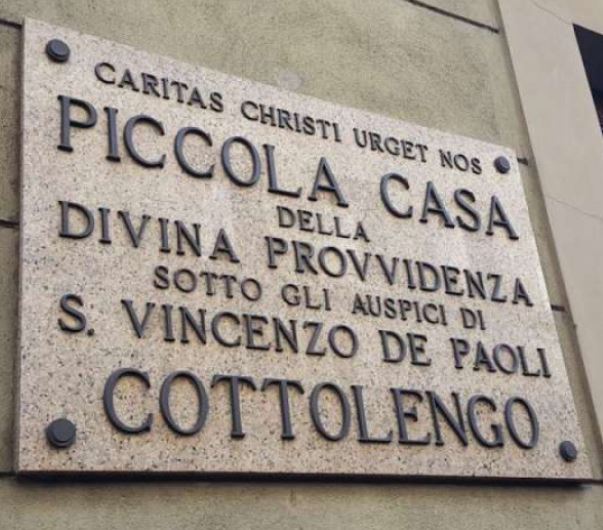 CARITAS CHRISTI URGET NOS
PICCOLA CASA
DELLA
DIVINA PROVVIDENZA
SOTTO GLI AUSPICI DI
S. VINCENZO DE PAOLI
COTTOLENGO